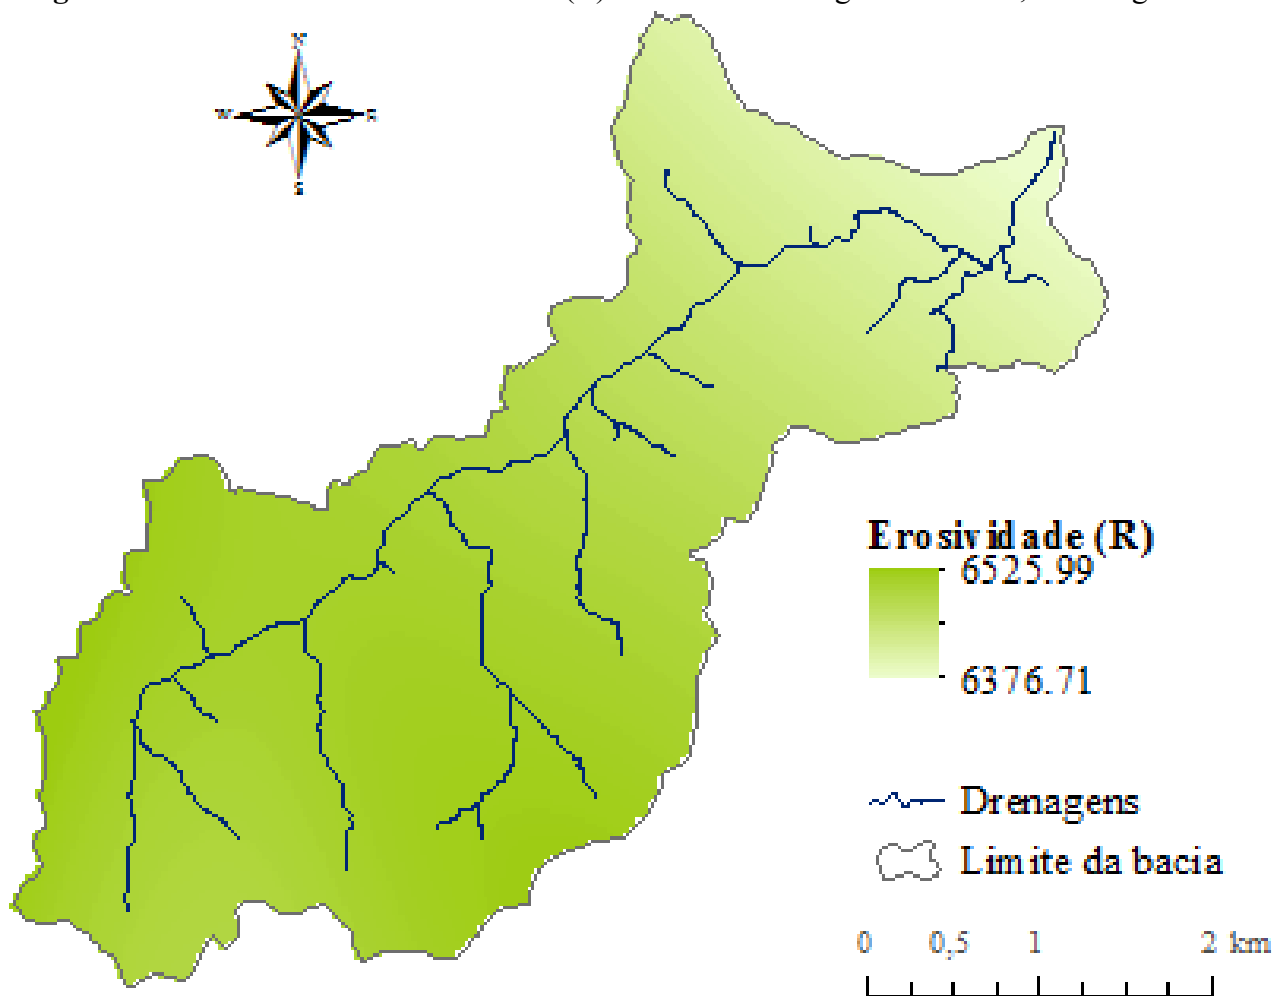 N
W
S
Erosividade (R)
6525.99
6376.71
Drenagens
Limite da bacia
0 0,5 1 2 km